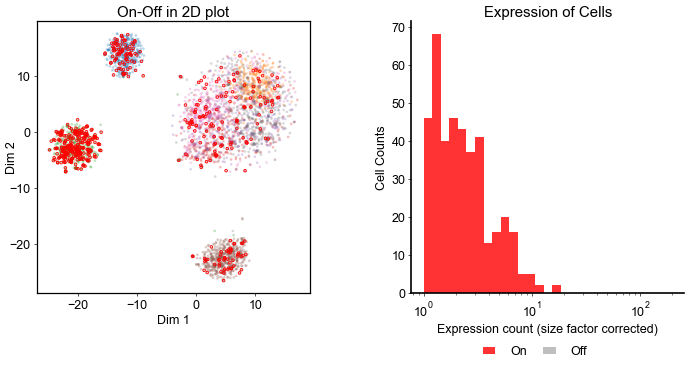 On-Off in 2D plot
Dim 2
10
0
−10
−20
−20
−10
0
10
Dim 1
Expression of Cells
Cell Counts
70
60
50
40
30
20
10
0
10^0
10^1
10^2
Expression count (size factor corrected)
On
Off